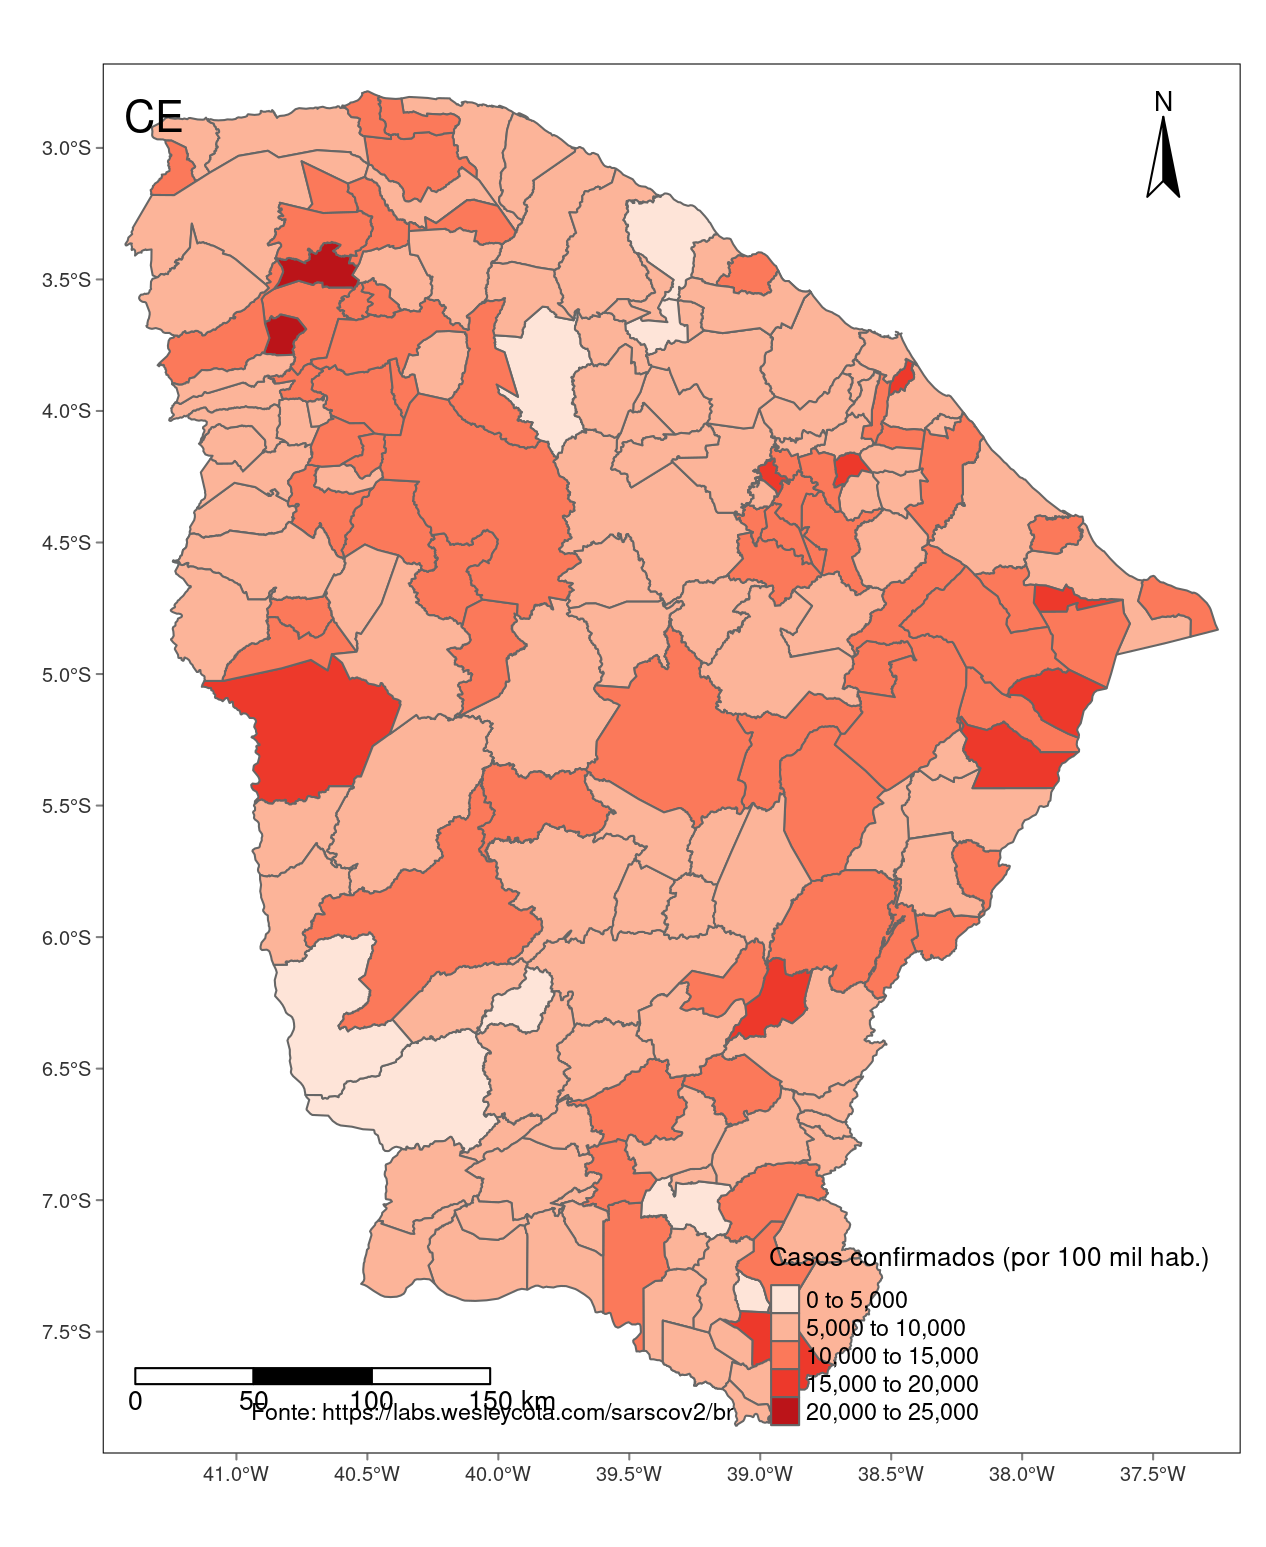 CE
N
3.0°S
3.5°S
4.0°S
4.5°S
5.0°S
5.5°S
6.0°S
6.5°S
7.0°S
7.5°S
Casos confirmados (por 100 mil hab.)
0 to 5,000
5,000 to 10,000
10,000 to 15,000
15,000 to 20,000
20,000 to 25,000
0 50 100 150 km
Fonte: https://labs.wesleycota.com/sarscov2/br
41.0°W 40.5°W 40.0°W 39.5°W 39.0°W 38.5°W 38.0°W 37.5°W